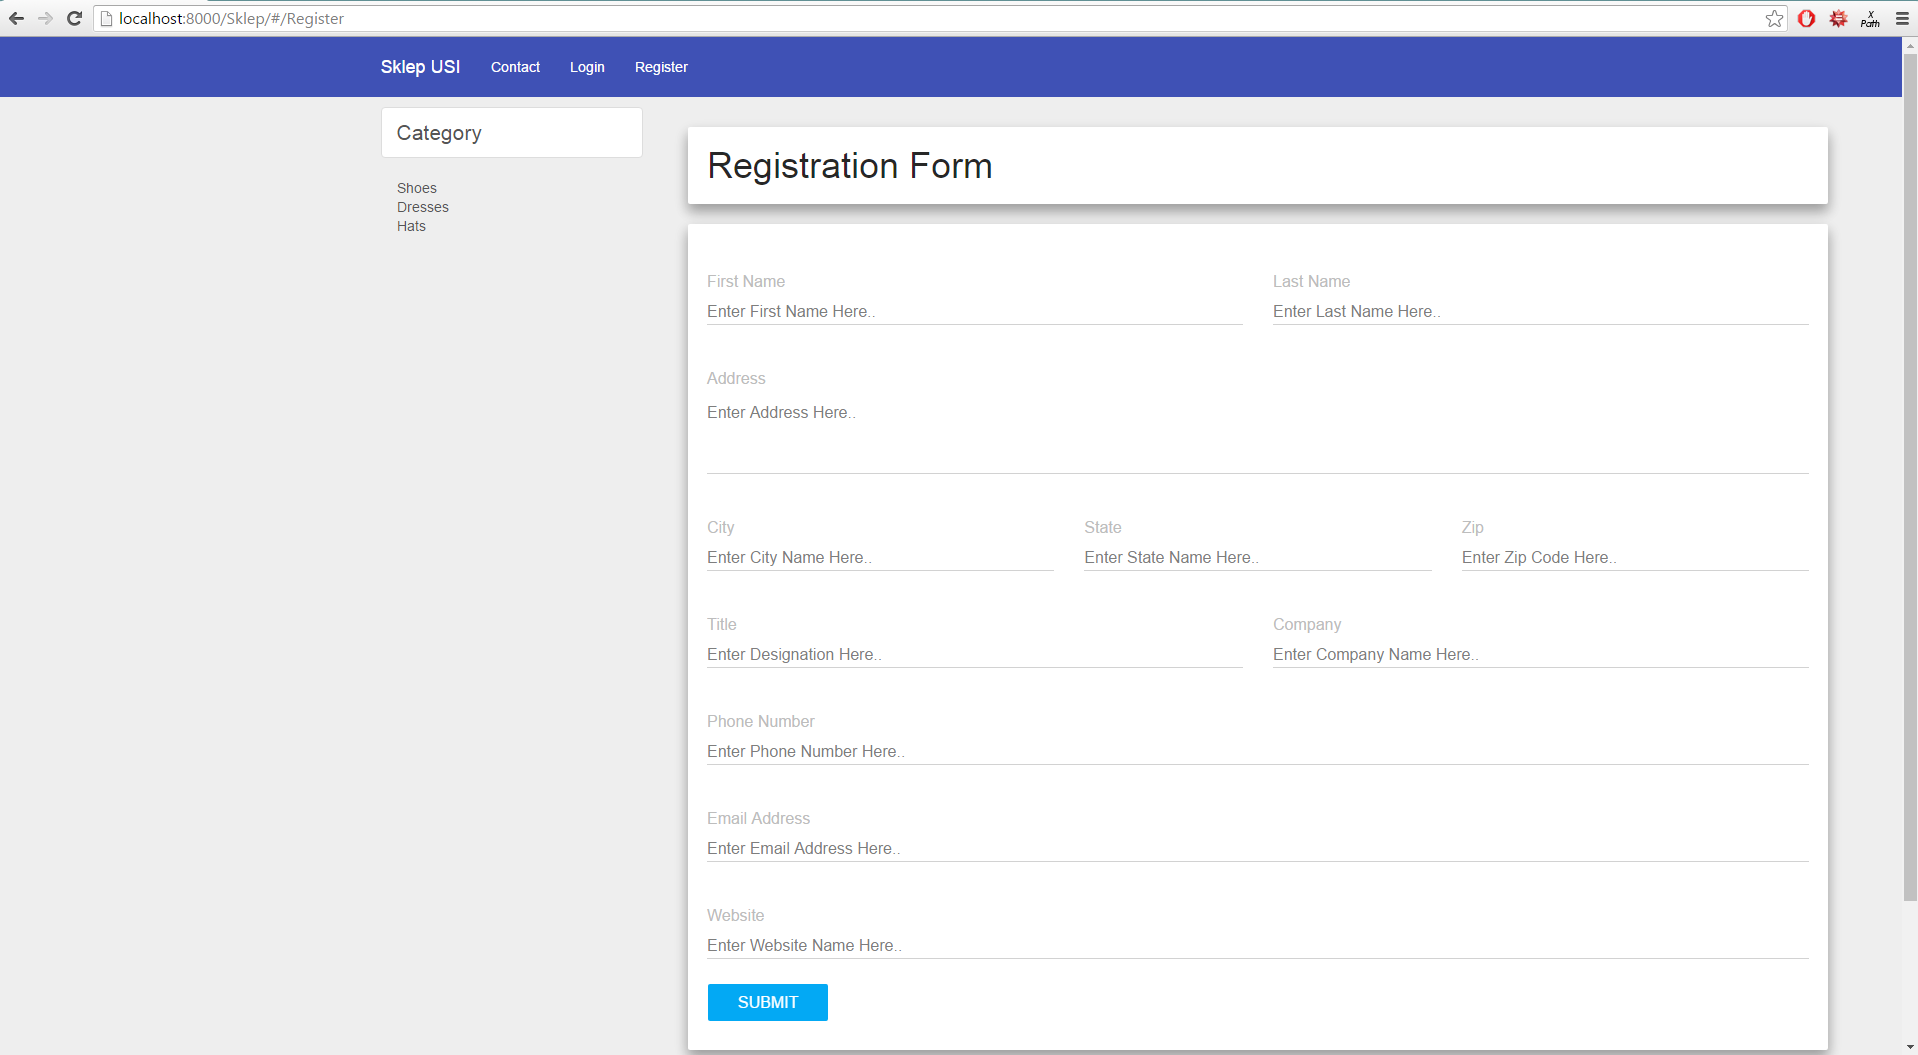 localhost:8000/Sklep/#/Register
X
Path
Sklep USI Contact Login Register
Category
Shoes
Dresses
Hats
Registration Form
First Name Last Name
Enter First Name Here.. Enter Last Name Here..
Address
Enter Address Here..
City State Zip
Enter City Name Here.. Enter State Name Here.. Enter Zip Code Here..
Title Company
Enter Designation Here.. Enter Company Name Here..
Phone Number
Enter Phone Number Here..
Email Address
Enter Email Address Here..
Website
Enter Website Name Here..
SUBMIT